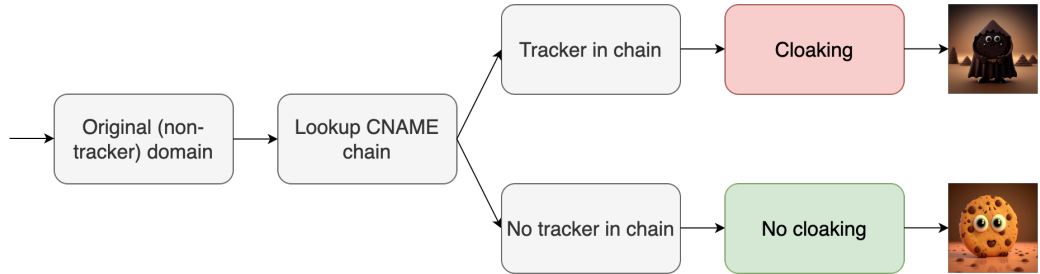 Tracker in chain
Cloaking
Original (non-
tracker) domain
Lookup CNAME
chain
No tracker in chain
No cloaking